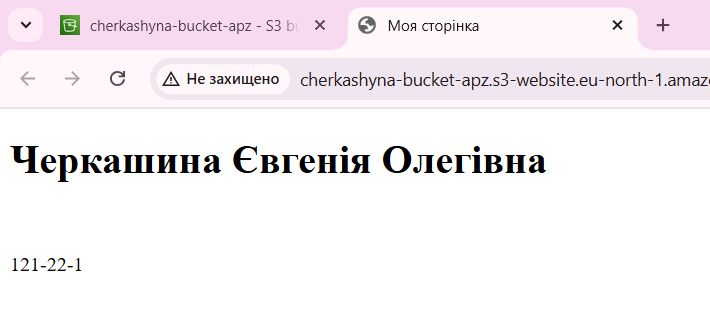 cherkashyna-bucket-apz - S3 bu
Моя сторінка
Не захищено
cherkashyna-bucket-apz.s3-website.eu-north-1.amaz
Черкашина Євгенія Олегівна
121-22-1